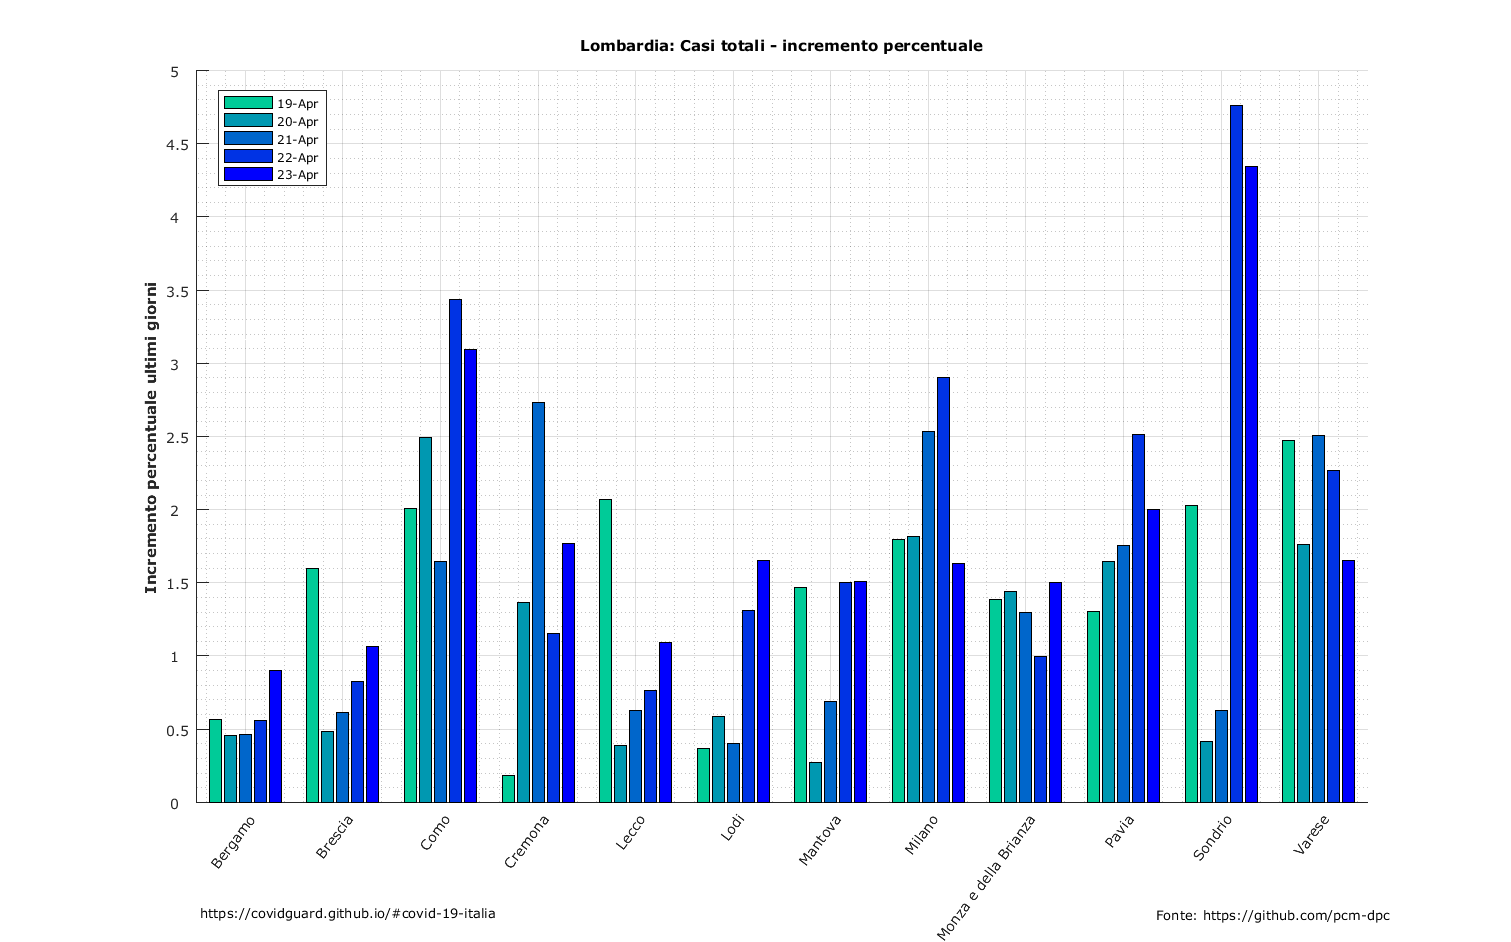 Lombardia: Casi totali - incremento percentuale
Incremento percentuale ultimi giorni
5
4.5
4
3.5
3
2.5
2
1.5
1
0.5
0
19-Apr
20-Apr
21-Apr
22-Apr
23-Apr
Bergamo
Brescia
Como
Cremona
Lecco
Lodi
Mantova
Milano
Monza e della Brianza
Pavia
Sondrio
Varese
https://covidguard.github.io/#covid-19-italia
Fonte: https://github.com/pcm-dpc